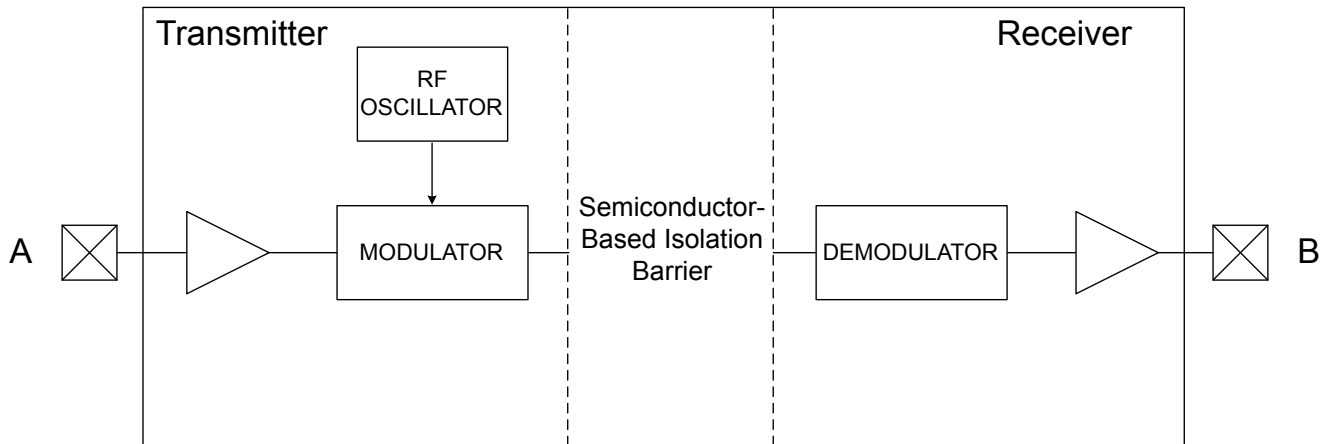 Transmitter
Receiver
RF
OSCILLATOR
A
MODULATOR
Semiconductor-
Based Isolation
Barrier
DEMODULATOR
B